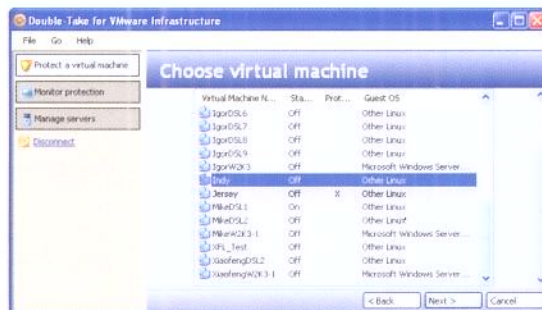 Double-Take for VMware Infrastructure
File Go Help
Protect a virtual machine
Monitor protection
Manage servers
Disconnect
Choose virtual machine
Virtual Machine N... Sta... Prot... Guest OS
IgorDSL6 Off Other Linux
IgorDSL7 Off Other Linux
IgorDSL8 Off Other Linux
IgorDSL9 Off Other Linux
IgorW2K3 Off Microsoft Windows Server...
Indy Off Other Linux
Jersey Off X Other Linux
MikeDSL1 On Other Linux
MikeDSL2 Off Other Linux
MikeW2K3-1 Off Microsoft Windows Server...
XFL_Test Off Other Linux
XiaofengDSL2 Off Other Linux
XiaofengW2K3-1 Off Microsoft Windows Server...
< Back Next > Cancel